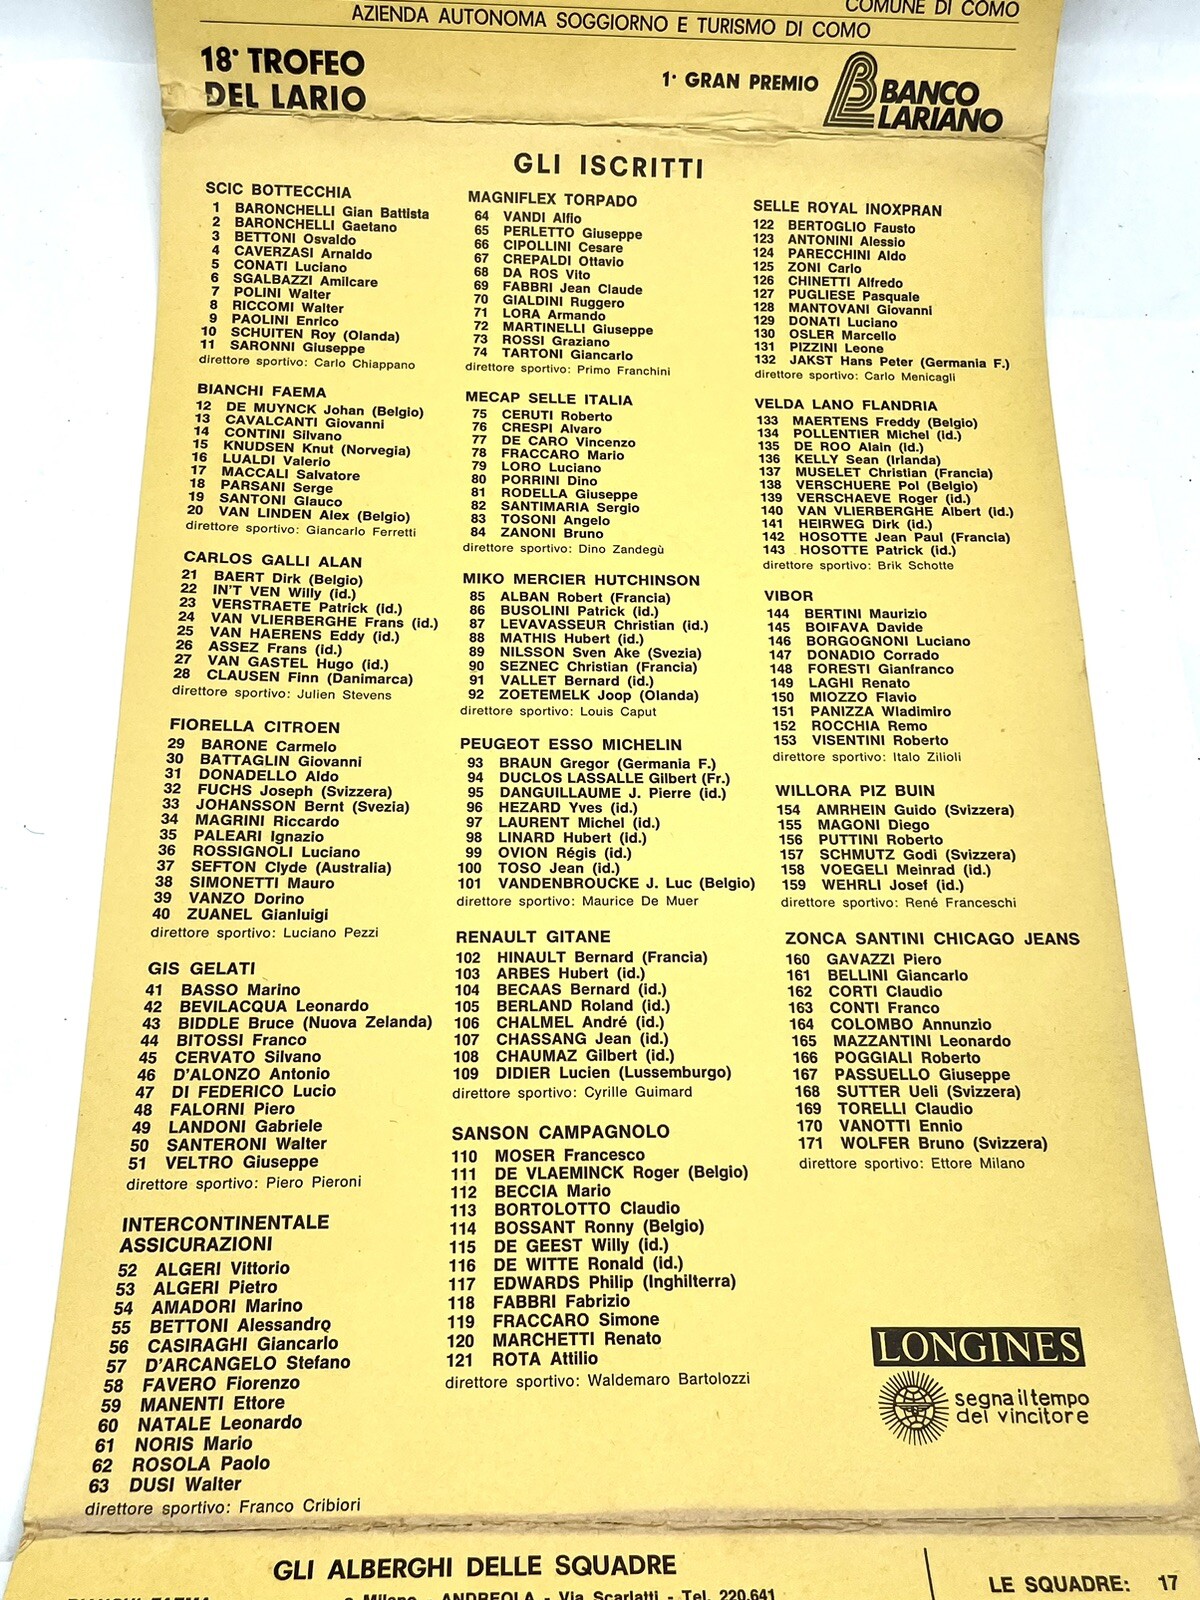 COMUNE DI COMO
AZIENDA AUTONOMA SOGGIORNO E TURISMO DI COMO
18° TROFEO
DEL LARIO
1° GRAN PREMIO
BANCO
LARIANO
GLI ISCRITTI
SCIC BOTTECCHIA
1 BARONCHELLI Gian Battista
2 BARONCHELLI Gaetano
3 BETTONI Osvaldo
4 CAVERZASI Arnaldo
5 CONATI Luciano
6 SGALBAZZI Amilcare
7 POLINI Walter
8 RICCOMI Walter
9 PAOLINI Enrico
10 SCHUITEN Roy (Olanda)
11 SARONNI Giuseppe
direttore sportivo: Carlo Chiappano
BIANCHI FAEMA
12 DE MUYNCK Johan (Belgio)
13 CAVALCANTI Giovanni
14 CONTINI Silvano
15 KNUDSEN Knut (Norvegia)
16 LUALDI Valerio
17 MACCALI Salvatore
18 PARSANI Serge
19 SANTONI Glauco
20 VAN LINDEN Alex (Belgio)
direttore sportivo: Giancarlo Ferretti
CARLOS GALLI ALAN
21 BAERT Dirk (Belgio)
22 IN'T VEN Willy (id.)
23 VERSTRAETE Patrick (id.)
24 VAN VLIERBERGHE Frans (id.)
25 VAN HAERENS Eddy (id.)
26 ASSEZ Frans (id.)
27 VAN GASTEL Hugo (id.)
28 CLAUSEN Finn (Danimarca)
direttore sportivo: Julien Stevens
FIORELLA CITROEN
29 BARONE Carmelo
30 BATTAGLIN Giovanni
31 DONADELLO Aldo
32 FUCHS Joseph (Svizzera)
33 JOHANSSON Bernt (Svezia)
34 MAGRINI Riccardo
35 PALEARI Ignazio
36 ROSSIGNOLI Luciano
37 SEFTON Clyde (Australia)
38 SIMONETTI Mauro
39 VANZO Dorino
40 ZUANEL Gianluigi
direttore sportivo: Luciano Pezzi
GIS GELATI
41 BASSO Marino
42 BEVILACQUA Leonardo
43 BIDDLE Bruce (Nuova Zelanda)
44 BITOSSI Franco
45 CERVATO Silvano
46 D'ALONZO Antonio
47 DI FEDERICO Lucio
48 FALORNI Piero
49 LANDONI Gabriele
50 SANTERONI Walter
51 VELTRO Giuseppe
direttore sportivo: Piero Pieroni
INTERCONTINENTALE
ASSICURAZIONI
52 ALGERI Vittorio
53 ALGERI Pietro
54 AMADORI Marino
55 BETTONI Alessandro
56 CASIRAGHI Giancarlo
57 D'ARCANGELO Stefano
58 FAVERO Fiorenzo
59 MANENTI Ettore
60 NATALE Leonardo
61 NORIS Mario
62 ROSOLA Paolo
63 DUSI Walter
direttore sportivo: Franco Cribiori
MAGNIFLEX TORPADO
64 VANDI Alfio
65 PERLETTO Giuseppe
66 CIPOLLINI Cesare
67 CREPALDI Ottavio
68 DA ROS Vito
69 FABBRI Jean Claude
70 GIALDINI Ruggero
71 LORA Armando
72 MARTINELLI Giuseppe
73 ROSSI Graziano
74 TARTONI Giancarlo
direttore sportivo: Primo Franchini
MECAP SELLE ITALIA
75 CERUTI Roberto
76 CRESPI Alvaro
77 DE CARO Vincenzo
78 FRACCARO Mario
79 LORO Luciano
80 PORRINI Dino
81 RODELLA Giuseppe
82 SANTIMARIA Sergio
83 TOSONI Angelo
84 ZANONI Bruno
direttore sportivo: Dino Zandegù
MIKO MERCIER HUTCHINSON
85 ALBAN Robert (Francia)
86 BUSOLINI Patrick (id.)
87 LEVAVASSEUR Christian (id.)
88 MATHIS Hubert (id.)
89 NILSSON Sven Ake (Svezia)
90 SEZNEC Christian (Francia)
91 VALLET Bernard (id.)
92 ZOETEMELK Joop (Olanda)
direttore sportivo: Louis Caput
PEUGEOT ESSO MICHELIN
93 BRAUN Gregor (Germania F.)
94 DUCLOS LASSALLE Gilbert (Fr.)
95 DANGUILLAUME J. Pierre (id.)
96 HEZARD Yves (id.)
97 LAURENT Michel (id.)
98 LINARD Hubert (id.)
99 OVION Régis (id.)
100 TOSO Jean (id.)
101 VANDENBROUCKE J. Luc (Belgio)
direttore sportivo: Maurice De Muer
RENAULT GITANE
102 HINAULT Bernard (Francia)
103 ARBES Hubert (id.)
104 BECAAS Bernard (id.)
105 BERLAND Roland (id.)
106 CHALMEL André (id.)
107 CHASSANG Jean (id.)
108 CHAUMAZ Gilbert (id.)
109 DIDIER Lucien (Lussemburgo)
direttore sportivo: Cyrille Guimard
SANSON CAMPAGNOLO
110 MOSER Francesco
111 DE VLAEMINCK Roger (Belgio)
112 BECCIA Mario
113 BORTOLOTTO Claudio
114 BOSSANT Ronny (Belgio)
115 DE GEEST Willy (id.)
116 DE WITTE Ronald (id.)
117 EDWARDS Philip (Inghilterra)
118 FABBRI Fabrizio
119 FRACCARO Simone
120 MARCHETTI Renato
121 ROTA Attilio
direttore sportivo: Waldemaro Bartolozzi
SELLE ROYAL INOXPRAN
122 BERTOGLIO Fausto
123 ANTONINI Alessio
124 PARECCHINI Aldo
125 ZONI Carlo
126 CHINETTI Alfredo
127 PUGLIESE Pasquale
128 MANTOVANI Giovanni
129 DONATI Luciano
130 OSLER Marcello
131 PIZZINI Leone
132 JAKST Hans Peter (Germania F.)
direttore sportivo: Carlo Menicagli
VELDA LANO FLANDRIA
133 MAERTENS Freddy (Belgio)
134 POLLENTIER Michel (id.)
135 DE ROO Alain (id.)
136 KELLY Sean (Irlanda)
137 MUSELET Christian (Francia)
138 VERSCHUERE Pol (Belgio)
139 VERSCHAEVE Roger (id.)
140 VAN VLIERBERGHE Albert (id.)
141 HEIRWEG Dirk (id.)
142 HOSOTTE Jean Paul (Francia)
143 HOSOTTE Patrick (id.)
direttore sportivo: Brik Schotte
VIBOR
144 BERTINI Maurizio
145 BOIFAVA Davide
146 BORGOGNONI Luciano
147 DONADIO Corrado
148 FORESTI Gianfranco
149 LAGHI Renato
150 MIOZZO Flavio
151 PANIZZA Wladimiro
152 ROCCHIA Remo
153 VISENTINI Roberto
direttore sportivo: Italo Zilioli
WILLORA PIZ BUIN
154 AMRHEIN Guido (Svizzera)
155 MAGONI Diego
156 PUTTINI Roberto
157 SCHMUTZ Godi (Svizzera)
158 VOEGELI Meinrad (id.)
159 WEHRLI Josef (id.)
direttore sportivo: René Franceschi
ZONCA SANTINI CHICAGO JEANS
160 GAVAZZI Piero
161 BELLINI Giancarlo
162 CORTI Claudio
163 CONTI Franco
164 COLOMBO Annunzio
165 MAZZANTINI Leonardo
166 POGGIALI Roberto
167 PASSUELLO Giuseppe
168 SUTTER Ueli (Svizzera)
169 TORELLI Claudio
170 VANOTTI Ennio
171 WOLFER Bruno (Svizzera)
direttore sportivo: Ettore Milano
LONGINES
segna il tempo
del vincitore
GLI ALBERGHI DELLE SQUADRE
LE SQUADRE: 17
Milano - ANDREOLA - Via Scarlatti - Tel. 220.641